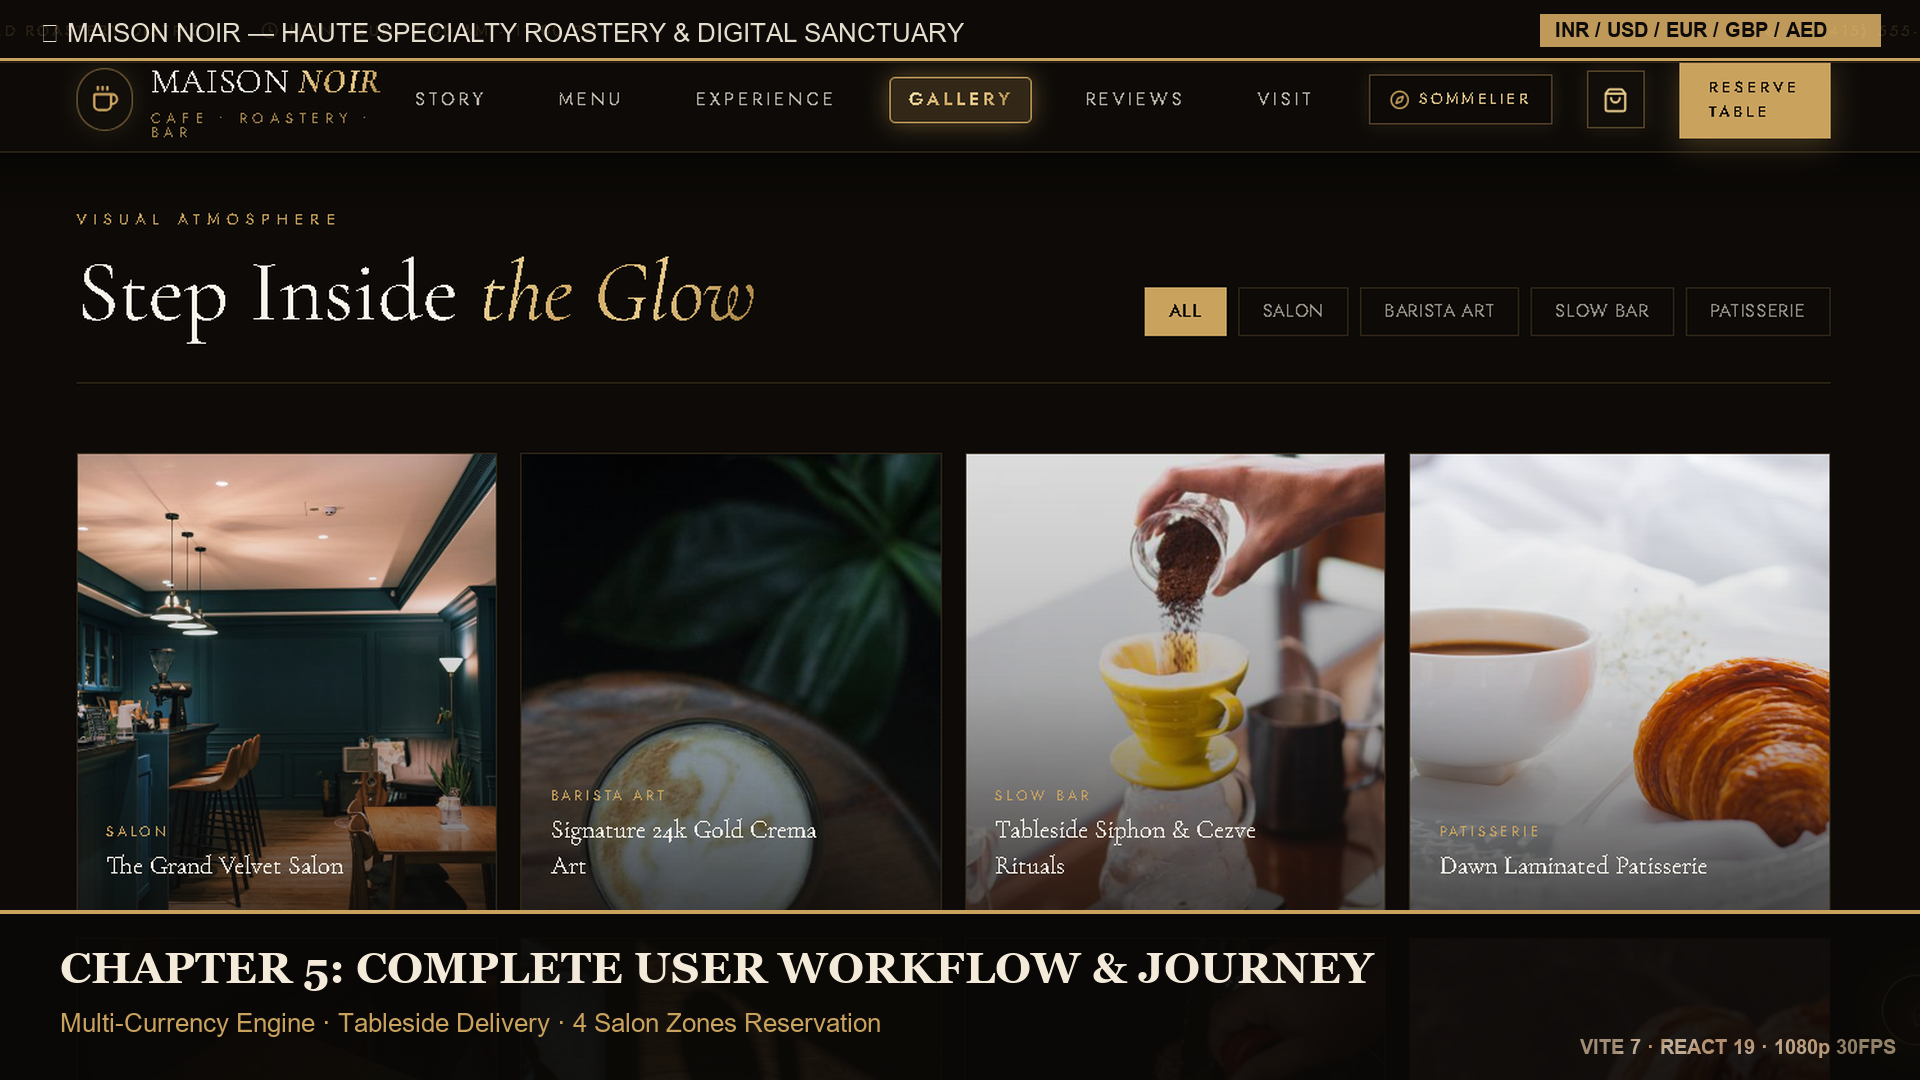 MAISON NOIR — HAUTE SPECIALTY ROASTERY & DIGITAL SANCTUARY
INR / USD / EUR / GBP / AED
MAISON NOIR
CAFE · ROASTERY ·
BAR
STORY
MENU
EXPERIENCE
GALLERY
REVIEWS
VISIT
SOMMELIER
RESERVE
TABLE
VISUAL ATMOSPHERE
Step Inside the Glow
ALL
SALON
BARISTA ART
SLOW BAR
PATISSERIE
SALON
The Grand Velvet Salon
BARISTA ART
Signature 24k Gold Crema
Art
SLOW BAR
Tableside Siphon & Cezve
Rituals
PATISSERIE
Dawn Laminated Patisserie
CHAPTER 5: COMPLETE USER WORKFLOW & JOURNEY
Multi-Currency Engine · Tableside Delivery · 4 Salon Zones Reservation
VITE 7 · REACT 19 · 1080p 30FPS